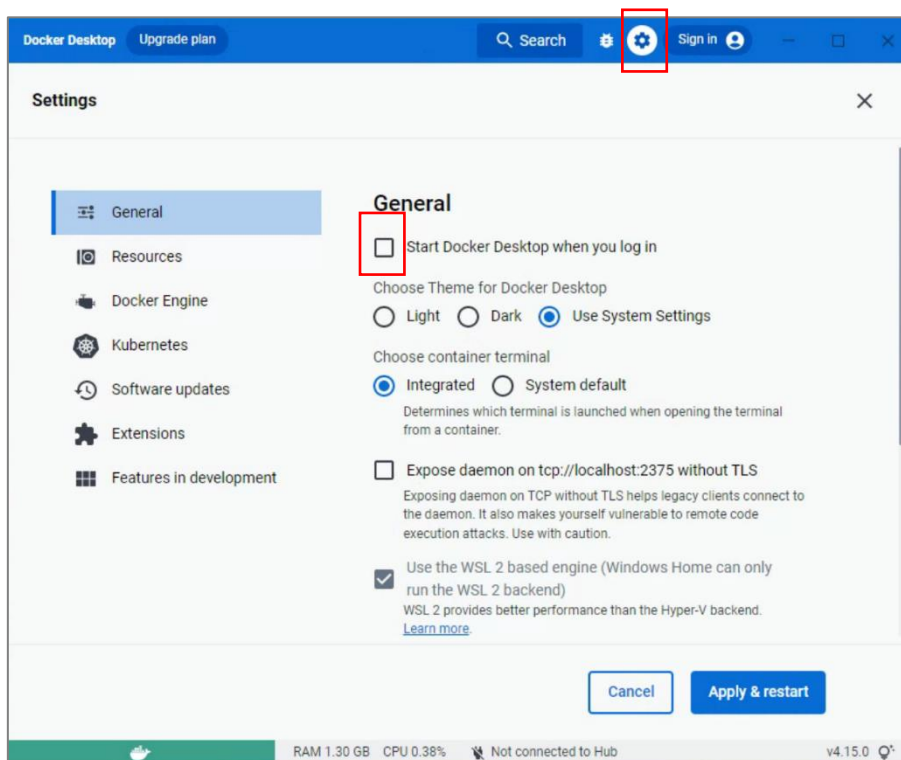 Docker Desktop Upgrade plan Search Sign in
Settings
General
Resources
Docker Engine
Kubernetes
Software updates
Extensions
Features in development
General
Start Docker Desktop when you log in
Choose Theme for Docker Desktop
Light Dark Use System Settings
Choose container terminal
Integrated System default
Determines which terminal is launched when opening the terminal
from a container.
Expose daemon on tcp://localhost:2375 without TLS
Exposing daemon on TCP without TLS helps legacy clients connect to
the daemon. It also makes yourself vulnerable to remote code
execution attacks. Use with caution.
Use the WSL 2 based engine (Windows Home can only
run the WSL 2 backend)
WSL 2 provides better performance than the Hyper-V backend.
Learn more.
Cancel Apply & restart
RAM 1.30 GB CPU 0.38% Not connected to Hub v4.15.0